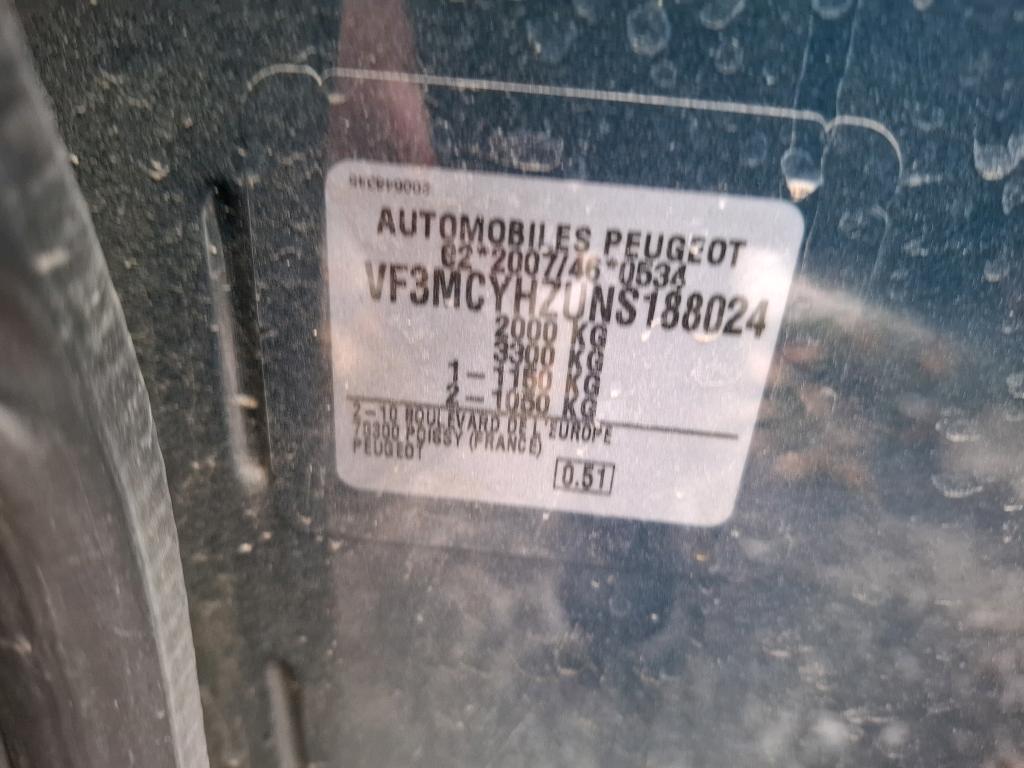 AUTOMOBILES PEUGEOT
e2*2007/46*0534
VF3MCYHZUNS188024
2000 KG
3300 KG
1 - 1150 KG
2 - 1050 KG
2-10 BOULEVARD DE L'EUROPE
78300 POISSY (FRANCE)
PEUGEOT
0.51